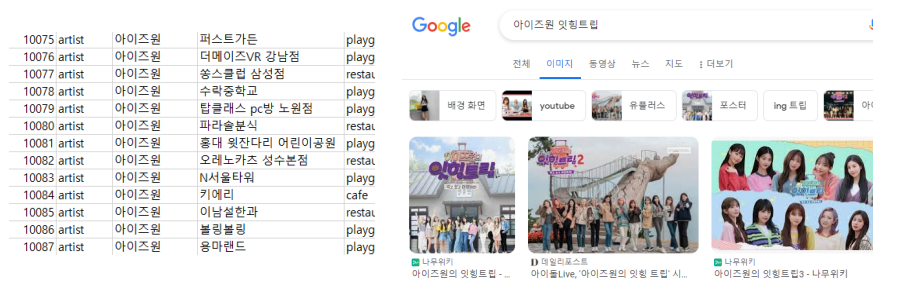 10075 artist 아이즈원 퍼스트가든 playg
10076 artist 아이즈원 더메이즈VR 강남점 playg
10077 artist 아이즈원 쏭스클럽 삼성점 restau
10078 artist 아이즈원 수락중학교 playg
10079 artist 아이즈원 탑클래스 pc방 노원점 playg
10080 artist 아이즈원 파라솔분식 restau
10081 artist 아이즈원 홍대 윗잔다리 어린이공원 playg
10082 artist 아이즈원 오레노카츠 성수본점 restau
10083 artist 아이즈원 N서울타워 playg
10084 artist 아이즈원 키에리 cafe
10085 artist 아이즈원 이남설한과 restau
10086 artist 아이즈원 볼링볼링 playg
10087 artist 아이즈원 용마랜드 playg
Google 아이즈원 잇힝트립
전체 이미지 동영상 뉴스 지도 더보기
배경 화면 youtube 유플러스 포스터 ing 트립 아이
잇힝트립
잇힝트립2
나무위키
아이즈원의 잇힝트립 - ...
데일리포스트
아이돌Live, '아이즈원의 잇힝 트립' 시...
나무위키
아이즈원의 잇힝트립3 - 나무위키